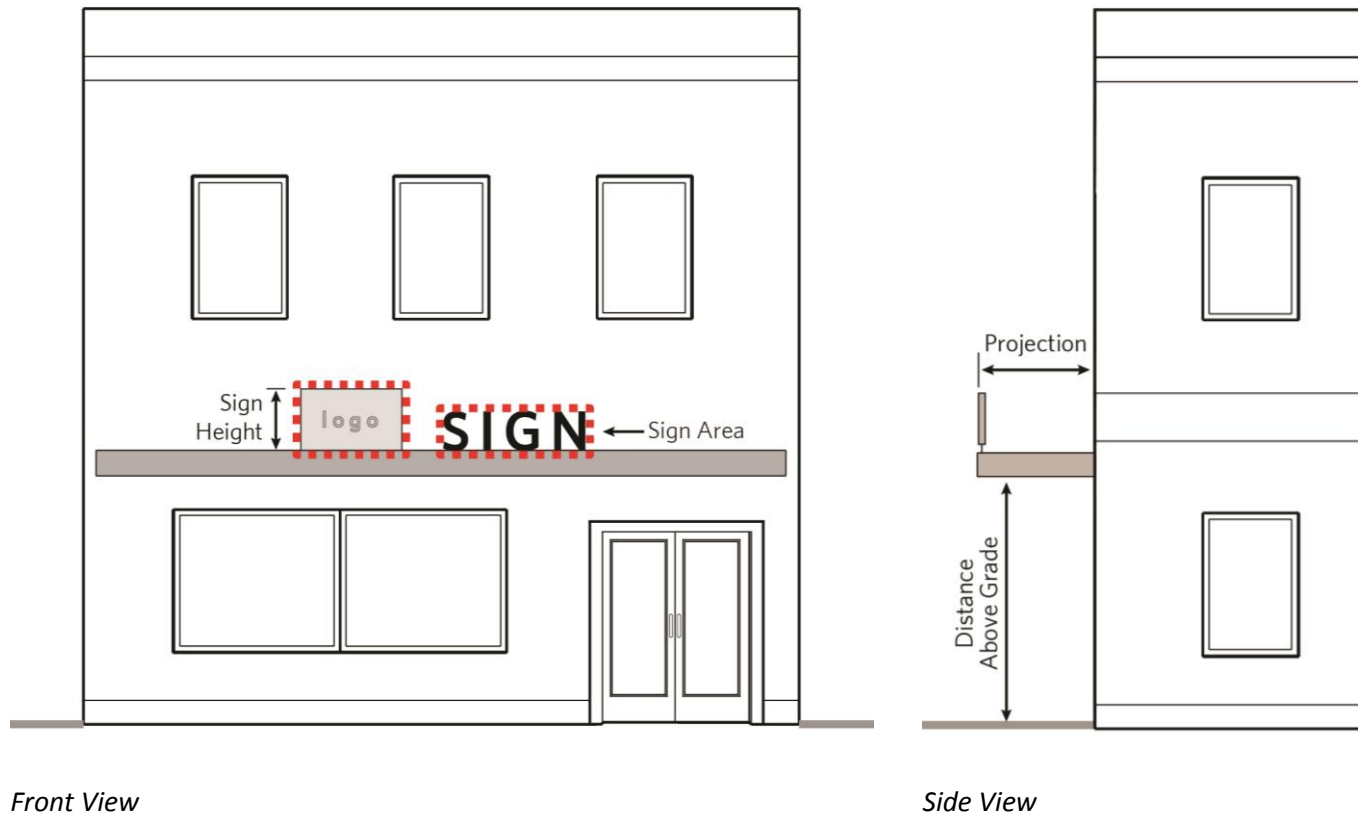 Sign
Height
logo
SIGN
Sign Area
Projection
Distance
Above Grade
Front View
Side View